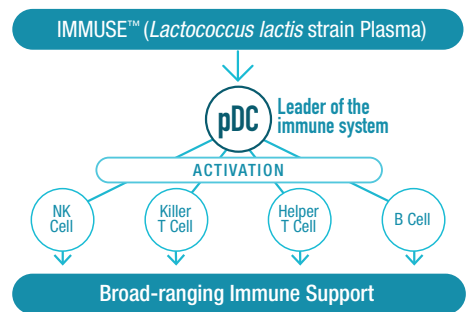 IMMUSE™ (Lactococcus lactis strain Plasma)
pDC
Leader of the
immune system
ACTIVATION
NK
Cell
Killer
T Cell
Helper
T Cell
B Cell
Broad-ranging Immune Support